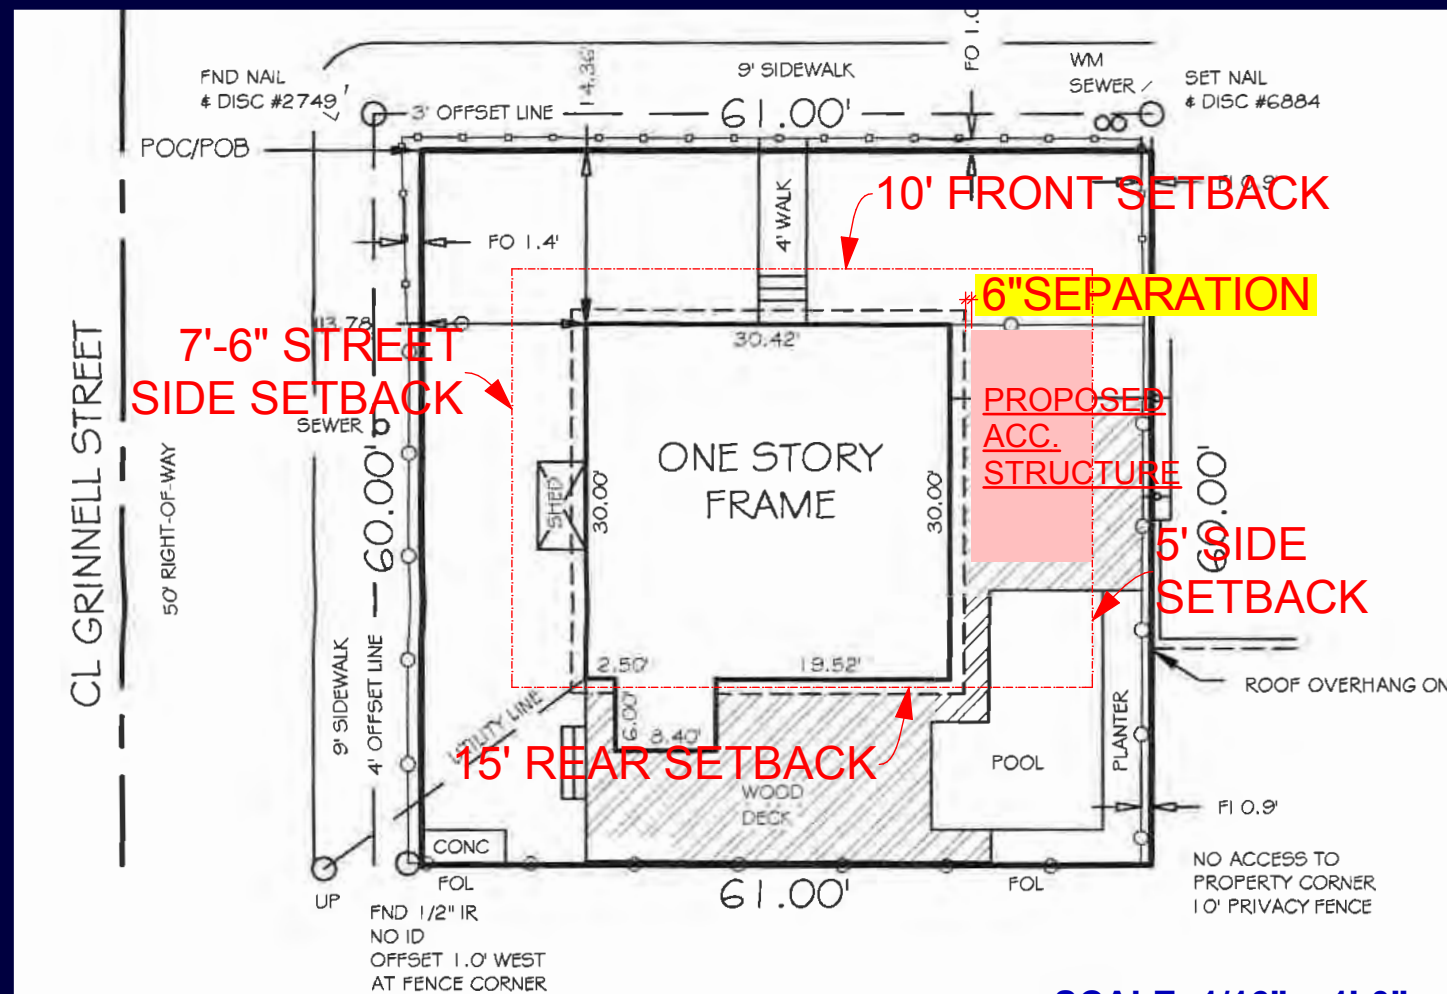 FO 1.0
14.36'
9' SIDEWALK
WM
SEWER
FND NAIL
& DISC #2749
SET NAIL
& DISC #6884
3' OFFSET LINE
61.00'
POC/POB
FI 0.9'
10' FRONT SETBACK
4' WALK
FO 1.4'
6"SEPARATION
13.78
30.42'
7'-6" STREET
SIDE SETBACK
PROPOSED
ACC.
STRUCTURE
SEWER
CL GRINNELL STREET
50' RIGHT-OF-WAY
60.00'
SHED
30.00'
ONE STORY
FRAME
30.00'
60.00'
5' SIDE
SETBACK
9' SIDEWALK
4' OFFSET LINE
2.50'
19.52'
ROOF OVERHANG ON
UTILITY LINE
6.00'
8.40'
15' REAR SETBACK
POOL
PLANTER
WOOD
DECK
FI 0.9'
CONC
NO ACCESS TO
PROPERTY CORNER
10' PRIVACY FENCE
FOL
61.00'
FOL
UP
FND 1/2" IR
NO ID
OFFSET 1.0' WEST
AT FENCE CORNER